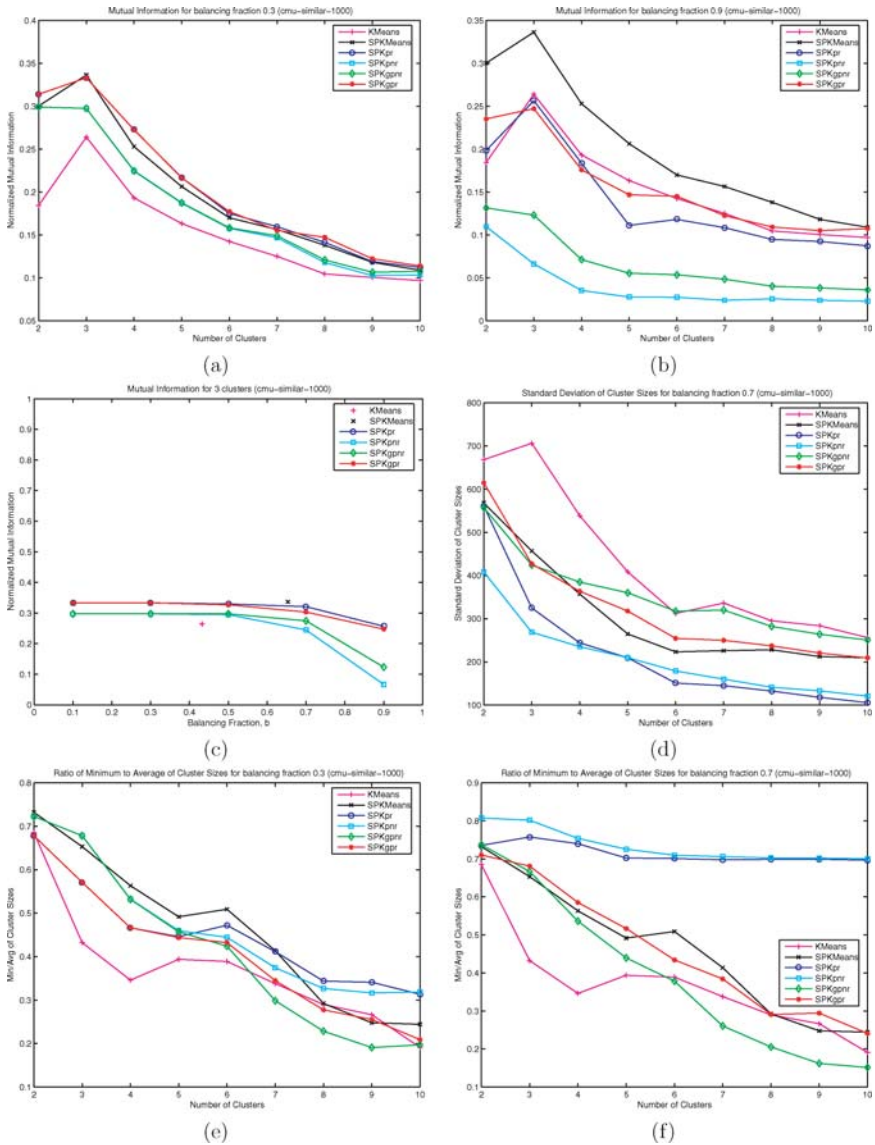 Mutual Information for balancing fraction 0.3 (cmu-similar-1000)
Normalized Mutual Information
0.4
0.35
0.3
0.25
0.2
0.15
0.1
0.05
KMeans
SPKMeans
SPKpr
SPKpnr
SPKgpnr
SPKgpr
2 3 4 5 6 7 8 9 10
Number of Clusters
(a)
Mutual Information for balancing fraction 0.9 (cmu-similar-1000)
Normalized Mutual Information
0.35
0.3
0.25
0.2
0.15
0.1
0.05
0
KMeans
SPKMeans
SPKpr
SPKpnr
SPKgpnr
SPKgpr
2 3 4 5 6 7 8 9 10
Number of Clusters
(b)
Mutual Information for 3 clusters (cmu-similar-1000)
Normalized Mutual Information
1
0.9
0.8
0.7
0.6
0.5
0.4
0.3
0.2
0.1
0
KMeans
SPKMeans
SPKpr
SPKpnr
SPKgpnr
SPKgpr
0 0.1 0.2 0.3 0.4 0.5 0.6 0.7 0.8 0.9 1
Balancing Fraction, b
(c)
Standard Deviation of Cluster Sizes for balancing fraction 0.7 (cmu-similar-1000)
Standard Deviation of Cluster Sizes
800
700
600
500
400
300
200
100
KMeans
SPKMeans
SPKpr
SPKpnr
SPKgpnr
SPKgpr
2 3 4 5 6 7 8 9 10
Number of Clusters
(d)
Ratio of Minimum to Average of Cluster Sizes for balancing fraction 0.3 (cmu-similar-1000)
Min/Avg of Cluster Sizes
0.8
0.7
0.6
0.5
0.4
0.3
0.2
0.1
KMeans
SPKMeans
SPKpr
SPKpnr
SPKgpnr
SPKgpr
2 3 4 5 6 7 8 9 10
Number of Clusters
(e)
Ratio of Minimum to Average of Cluster Sizes for balancing fraction 0.7 (cmu-similar-1000)
Min/Avg of Cluster Sizes
0.9
0.8
0.7
0.6
0.5
0.4
0.3
0.2
0.1
KMeans
SPKMeans
SPKpr
SPKpnr
SPKgpnr
SPKgpr
2 3 4 5 6 7 8 9 10
Number of Clusters
(f)